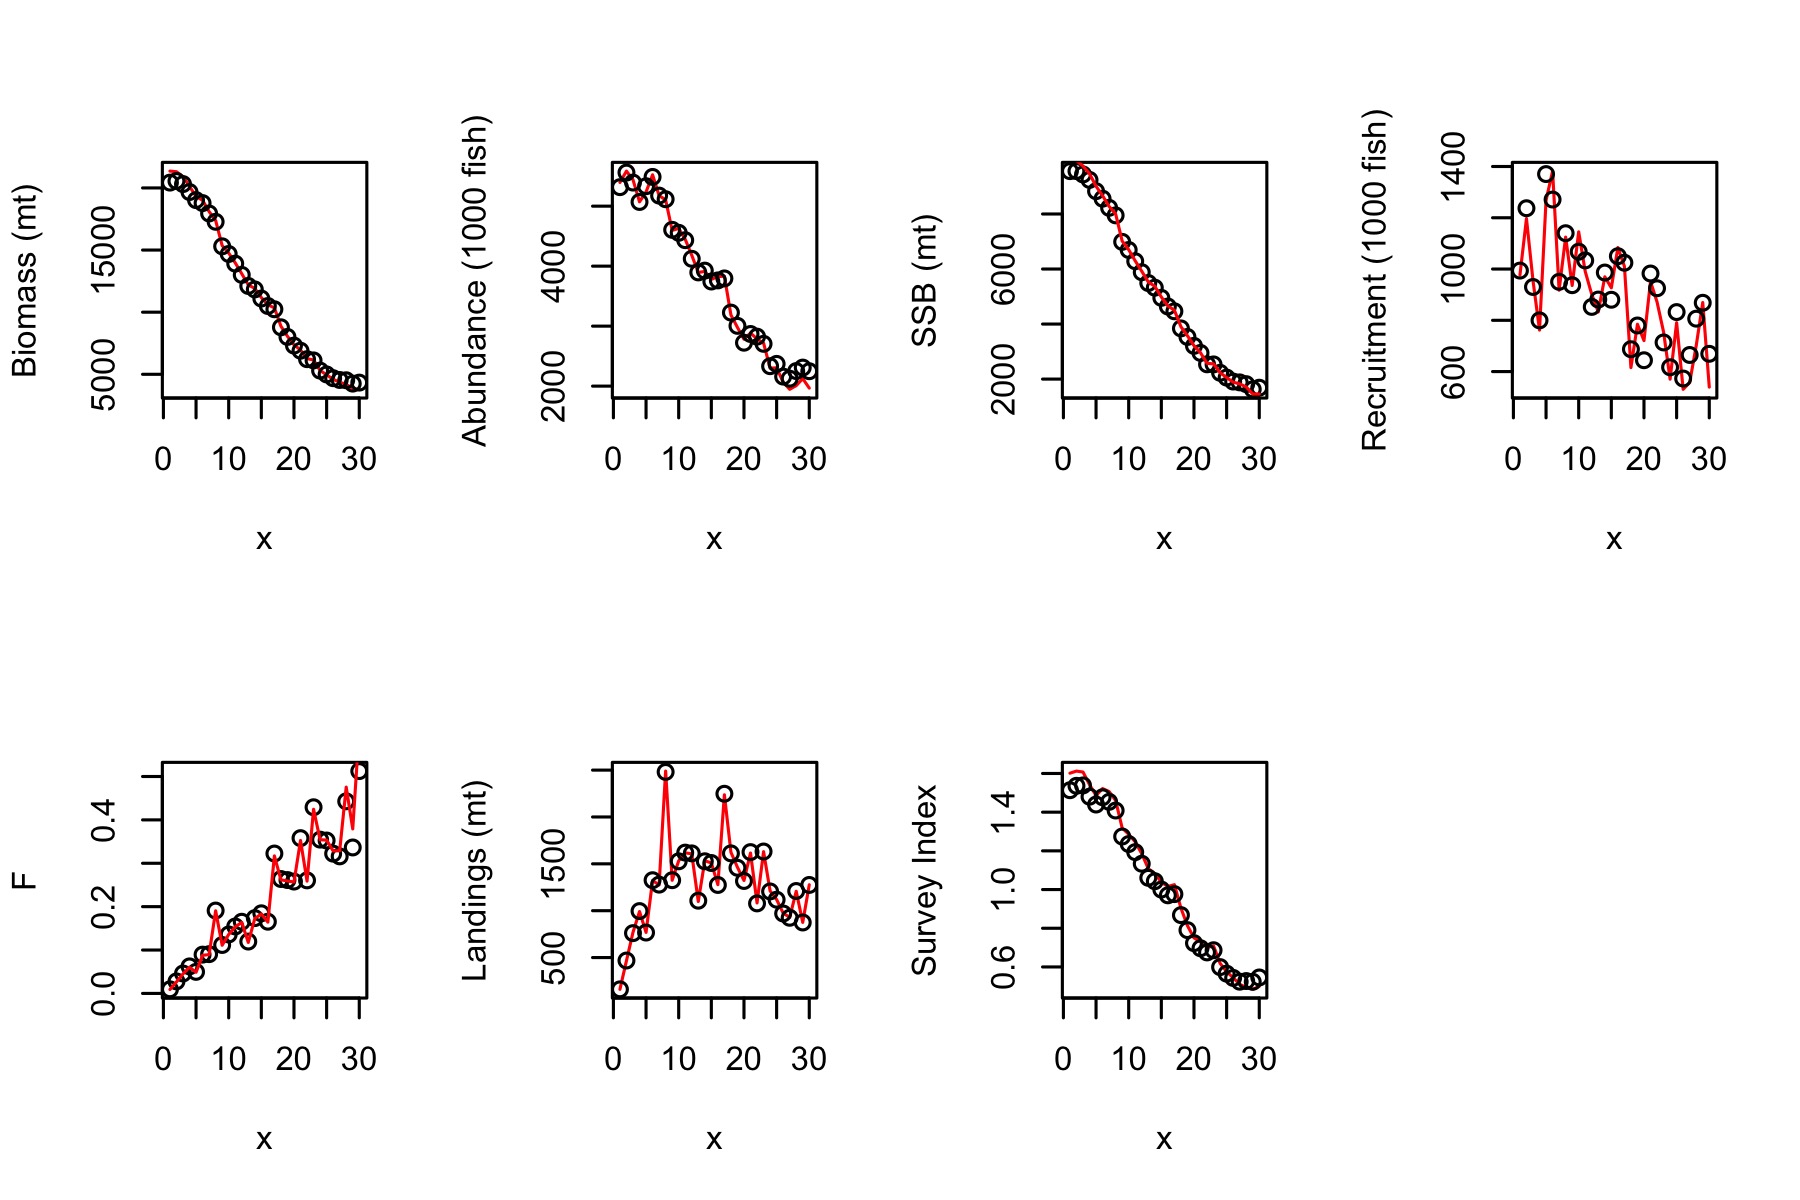 Biomass (mt)
5000 15000
0 10 20 30
x
Abundance (1000 fish)
2000 4000
0 10 20 30
x
SSB (mt)
2000 6000
0 10 20 30
x
Recruitment (1000 fish)
600 1000 1400
0 10 20 30
x
F
0.0 0.2 0.4
0 10 20 30
x
Landings (mt)
500 1500
0 10 20 30
x
Survey Index
0.6 1.0 1.4
0 10 20 30
x